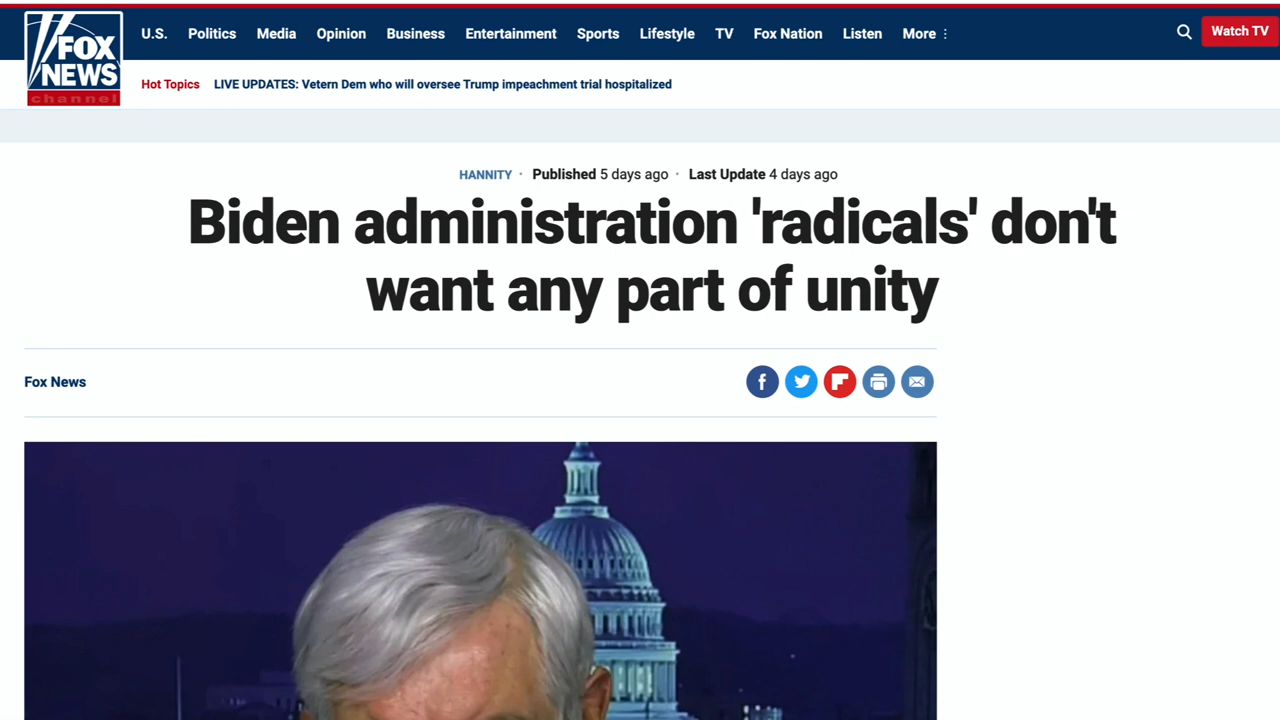 FOX
NEWS
channel
U.S. Politics Media Opinion Business Entertainment Sports Lifestyle TV Fox Nation Listen More
Watch TV
Hot Topics LIVE UPDATES: Vetern Dem who will oversee Trump impeachment trial hospitalized
HANNITY · Published 5 days ago · Last Update 4 days ago
Biden administration 'radicals' don't
want any part of unity
Fox News